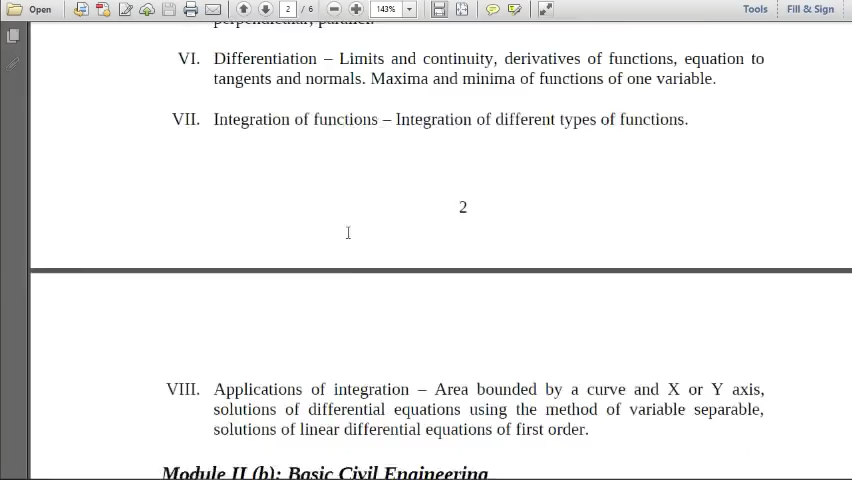 Open 2 / 6 143% Tools Fill & Sign
perpendicular, parallel.
VI. Differentiation – Limits and continuity, derivatives of functions, equation to
tangents and normals. Maxima and minima of functions of one variable.
VII. Integration of functions – Integration of different types of functions.
2
VIII. Applications of integration – Area bounded by a curve and X or Y axis,
solutions of differential equations using the method of variable separable,
solutions of linear differential equations of first order.
Module II (b): Basic Civil Engineering